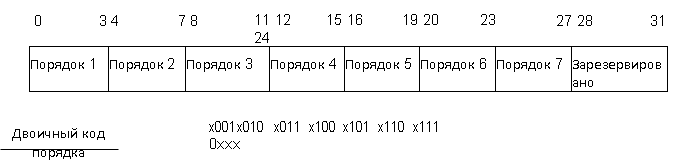 0 3 4 7 8 11 12 15 16 19 20 23 27 28 31
24
Порядок 1 Порядок 2 Порядок 3 Порядок 4 Порядок 5 Порядок 6 Порядок 7 Зарезервиров
ано
x001x010 x011 x100 x101 x110 x111
0xxx
Двоичный код
порядка